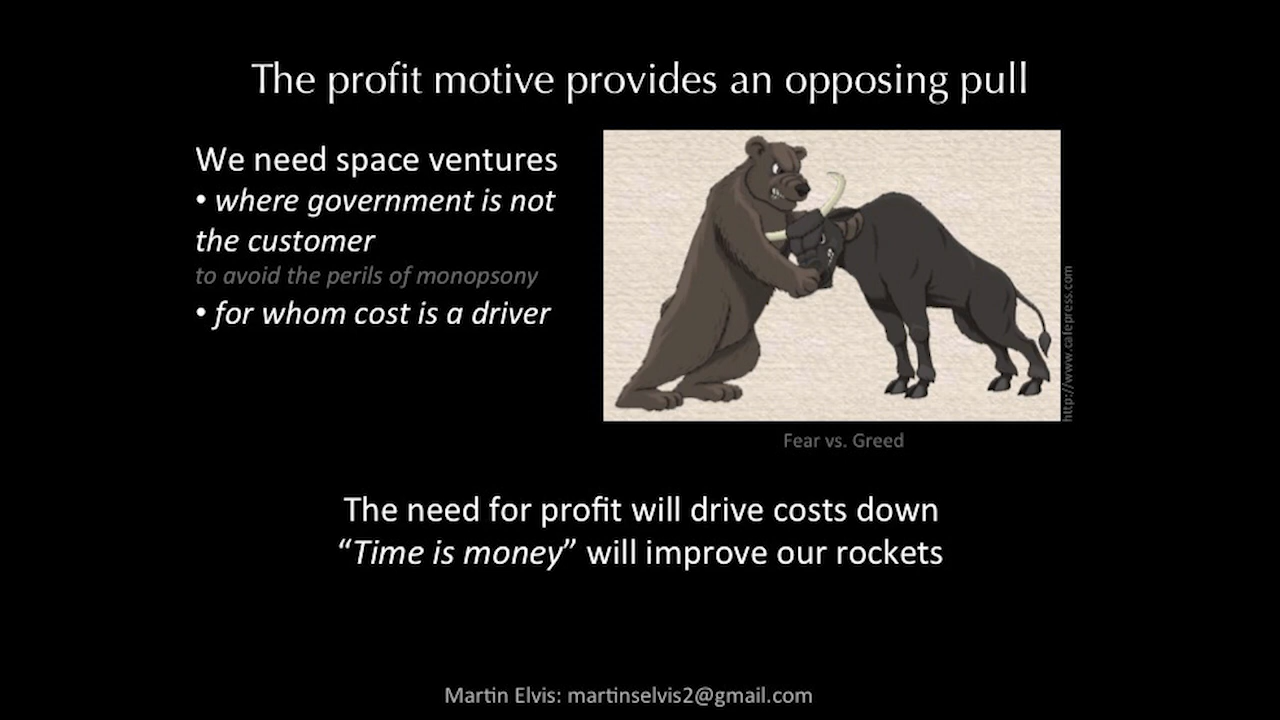 The profit motive provides an opposing pull
We need space ventures
• where government is not
the customer
to avoid the perils of monopsony
• for whom cost is a driver
http://www.cafepress.com
Fear vs. Greed
The need for profit will drive costs down
“Time is money” will improve our rockets
Martin Elvis: martinselvis2@gmail.com